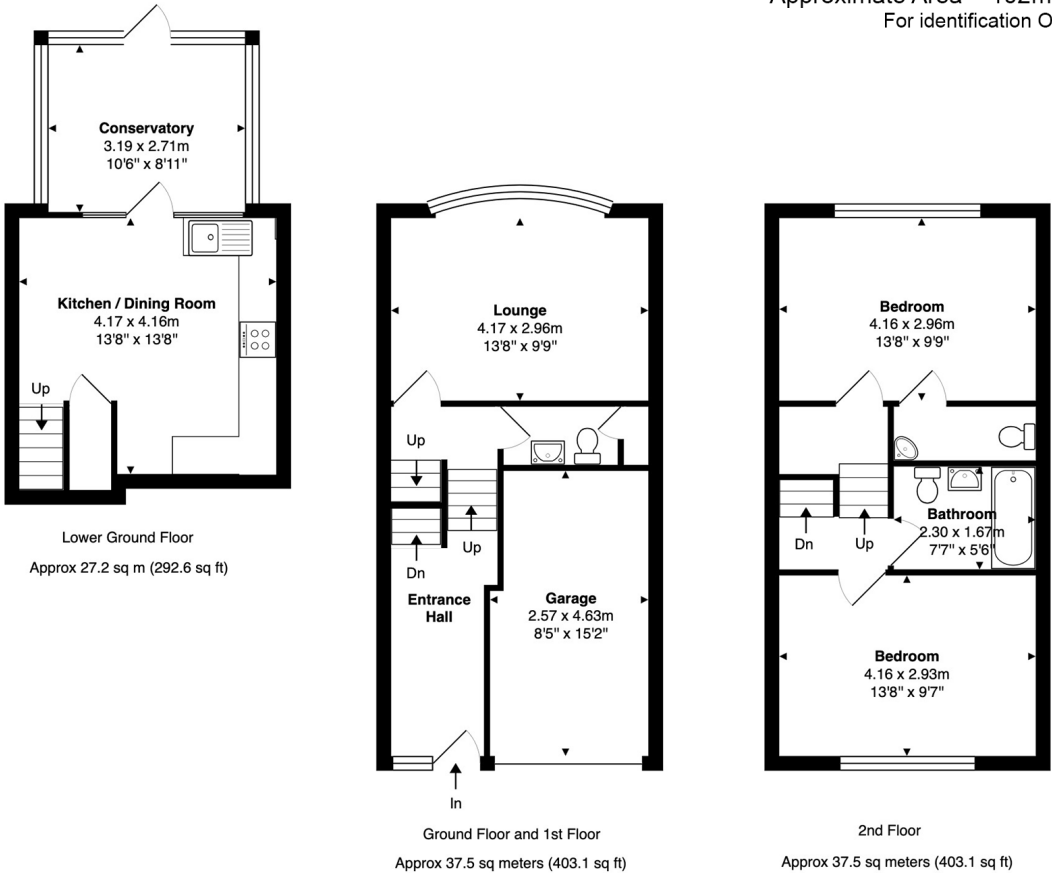 Approximate Area = 102m
For identification O
Conservatory
3.19 x 2.71m
10'6" x 8'11"
Kitchen / Dining Room
4.17 x 4.16m
13'8" x 13'8"
Up
Lower Ground Floor
Approx 27.2 sq m (292.6 sq ft)
Lounge
4.17 x 2.96m
13'8" x 9'9"
Up
Up
Dn
Entrance
Hall
Garage
2.57 x 4.63m
8'5" x 15'2"
In
Ground Floor and 1st Floor
Approx 37.5 sq meters (403.1 sq ft)
Bedroom
4.16 x 2.96m
13'8" x 9'9"
Dn
Up
Bathroom
2.30 x 1.67m
7'7" x 5'6"
Bedroom
4.16 x 2.93m
13'8" x 9'7"
2nd Floor
Approx 37.5 sq meters (403.1 sq ft)